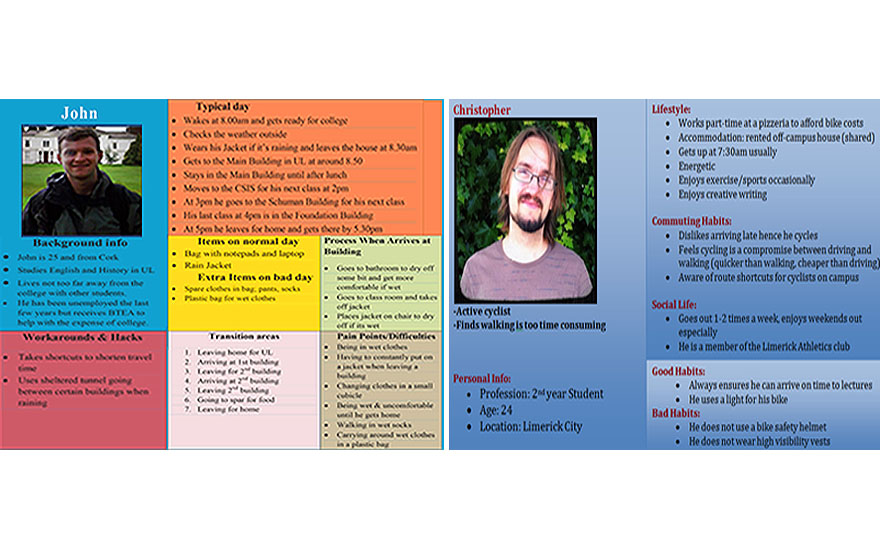 John
Background info
John is 25 and from Cork
Studies English and History in UL
Lives not too far away from the
college with other students.
He has been unemployed the last
few years but receives BTEA to
help with the expense of college.
Typical day
Wakes at 8.00am and gets ready for college
Checks the weather outside
Wears his Jacket if it's raining and leaves the house at 8.30am
Gets to the Main Building in UL at around 8.50
Stays in the Main Building until after lunch
Moves to the CSIS for his next class at 2pm
At 3pm he goes to the Schuman Building for his next class
His last class at 4pm is in the Foundation Building
At 5pm he leaves for home and gets there by 5.30pm
Items on normal day
Bag with notepads and laptop
Rain Jacket
Extra Items on bad day
Spare clothes in bag; pants, socks
Plastic bag for wet clothes
Process When Arrives at
Building
Goes to bathroom to dry off
some bit and get more
comfortable if wet
Goes to class room and takes
off jacket
Places jacket on chair to dry
off if its wet
Workarounds & Hacks
Takes shortcuts to shorten travel
time
Uses sheltered tunnel going
between certain buildings when
raining
Transition areas
1. Leaving home for UL
2. Arriving at 1st building
3. Leaving for 2nd building
4. Arriving at 2nd building
5. Leaving 2nd building
6. Going to spar for food
7. Leaving for home
Pain Points/Difficulties
Being in wet clothes
Having to constantly put on
a jacket when leaving a
building
Changing clothes in a small
cubicle
Being wet & uncomfortable
until he gets home
Walking in wet socks
Carrying around wet clothes
in a plastic bag
Christopher
-Active cyclist
-Finds walking is too time consuming
Personal Info:
Profession: 2nd year Student
Age: 24
Location: Limerick City
Lifestyle:
Works part-time at a pizzeria to afford bike costs
Accommodation: rented off-campus house (shared)
Gets up at 7:30am usually
Energetic
Enjoys exercise/sports occasionally
Enjoys creative writing
Commuting Habits:
Dislikes arriving late hence he cycles
Feels cycling is a compromise between driving and
walking (quicker than walking, cheaper than driving)
Aware of route shortcuts for cyclists on campus
Social Life:
Goes out 1-2 times a week, enjoys weekends out
especially
He is a member of the Limerick Athletics club
Good Habits:
Always ensures he can arrive on time to lectures
He uses a light for his bike
Bad Habits:
He does not use a bike safety helmet
He does not wear high visibility vests